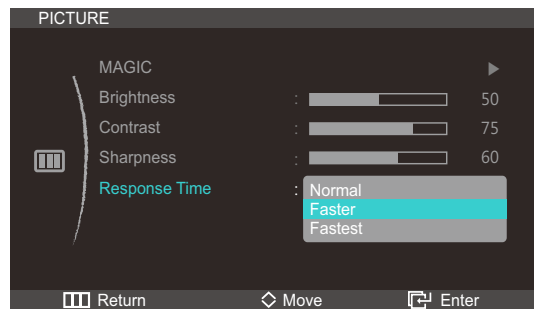 PICTURE
MAGIC
Brightness : 50
Contrast : 75
Sharpness : 60
Response Time : Normal
Faster
Fastest
Return Move Enter